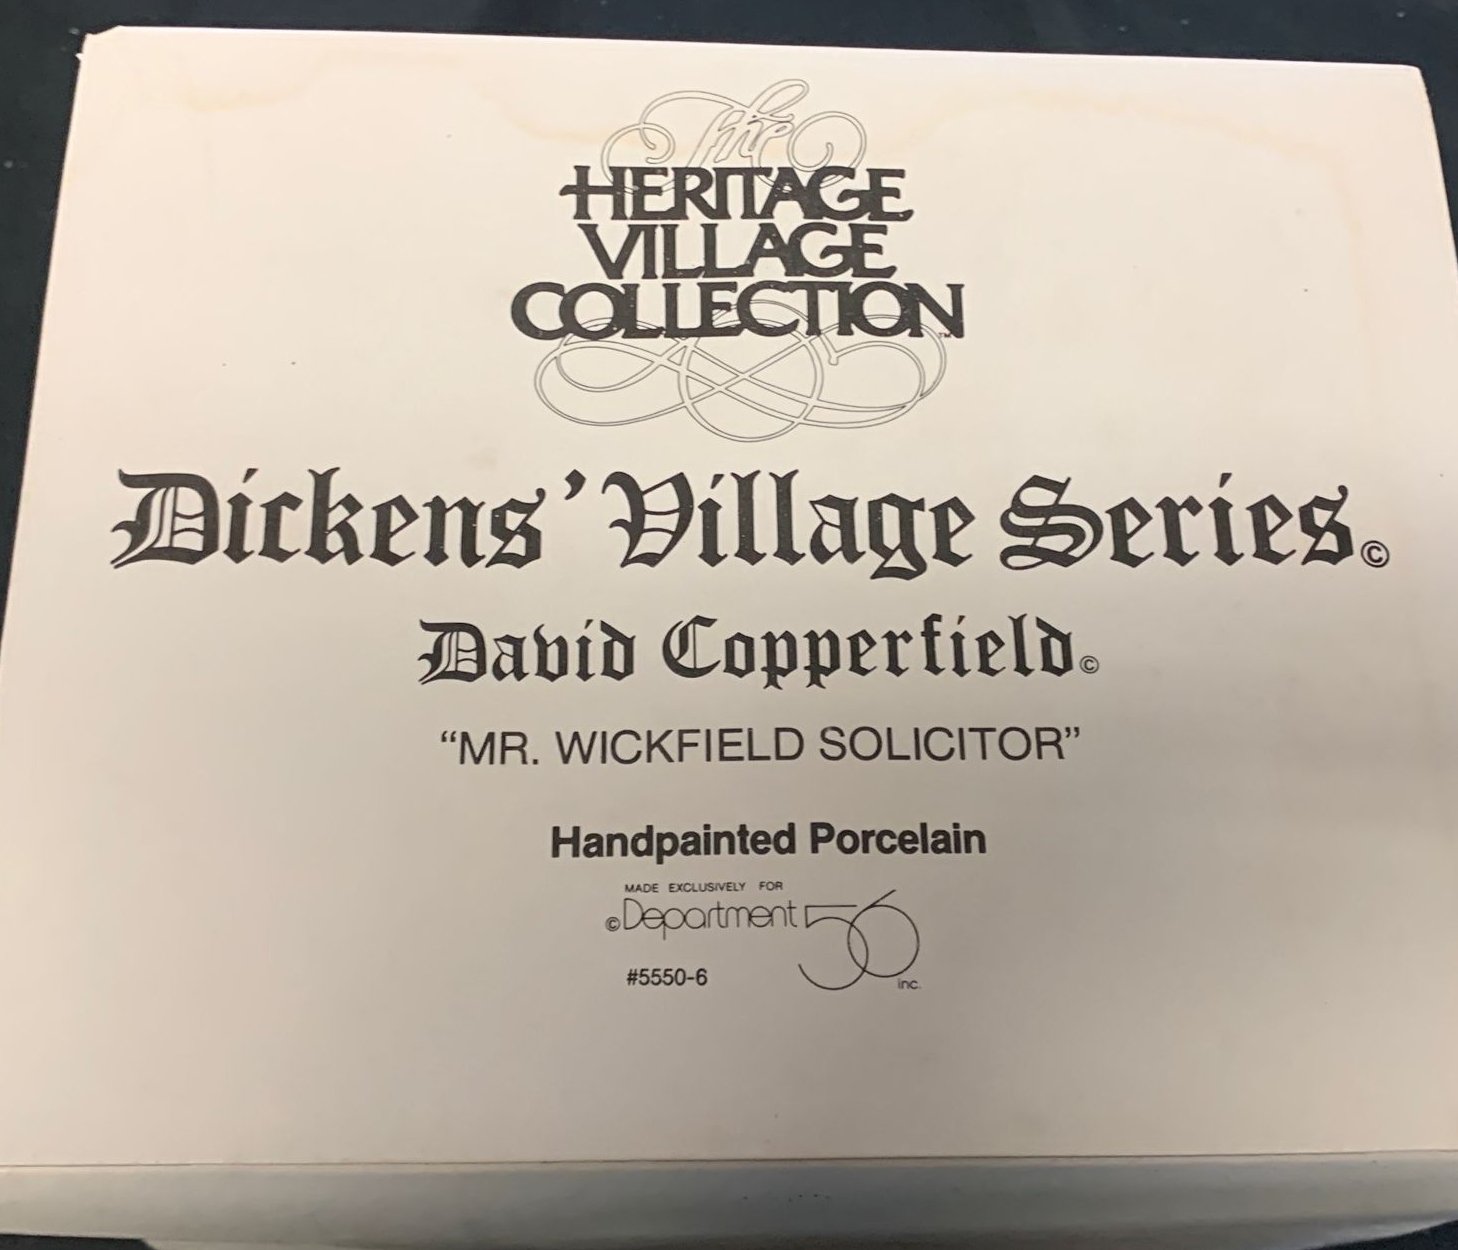 The
HERITAGE
VILLAGE
COLLECTION™
Dickens' Village Series©
David Copperfield©
“MR. WICKFIELD SOLICITOR”
Handpainted Porcelain
MADE EXCLUSIVELY FOR
©Department 56 inc.
#5550-6